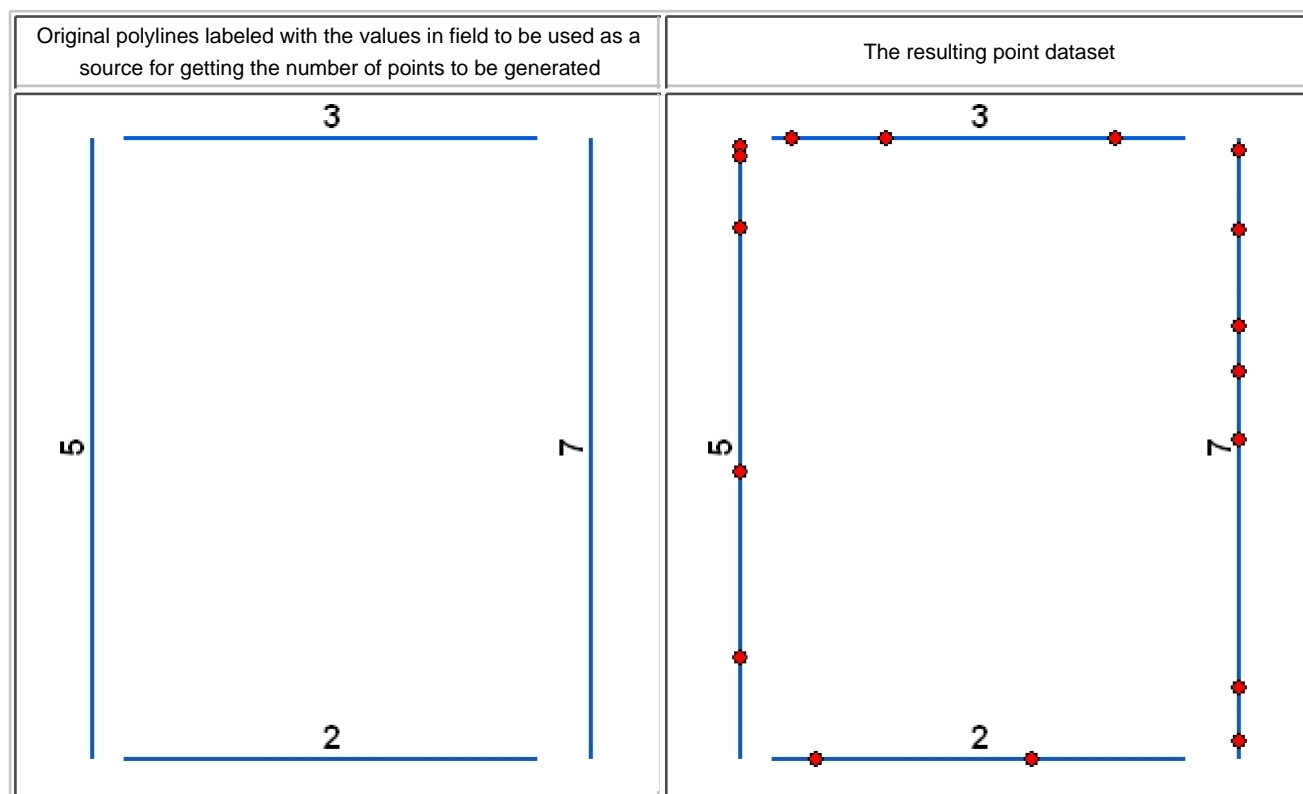 Original polylines labeled with the values in field to be used as a
source for getting the number of points to be generated
The resulting point dataset
3
5
7
2
3
5
7
2